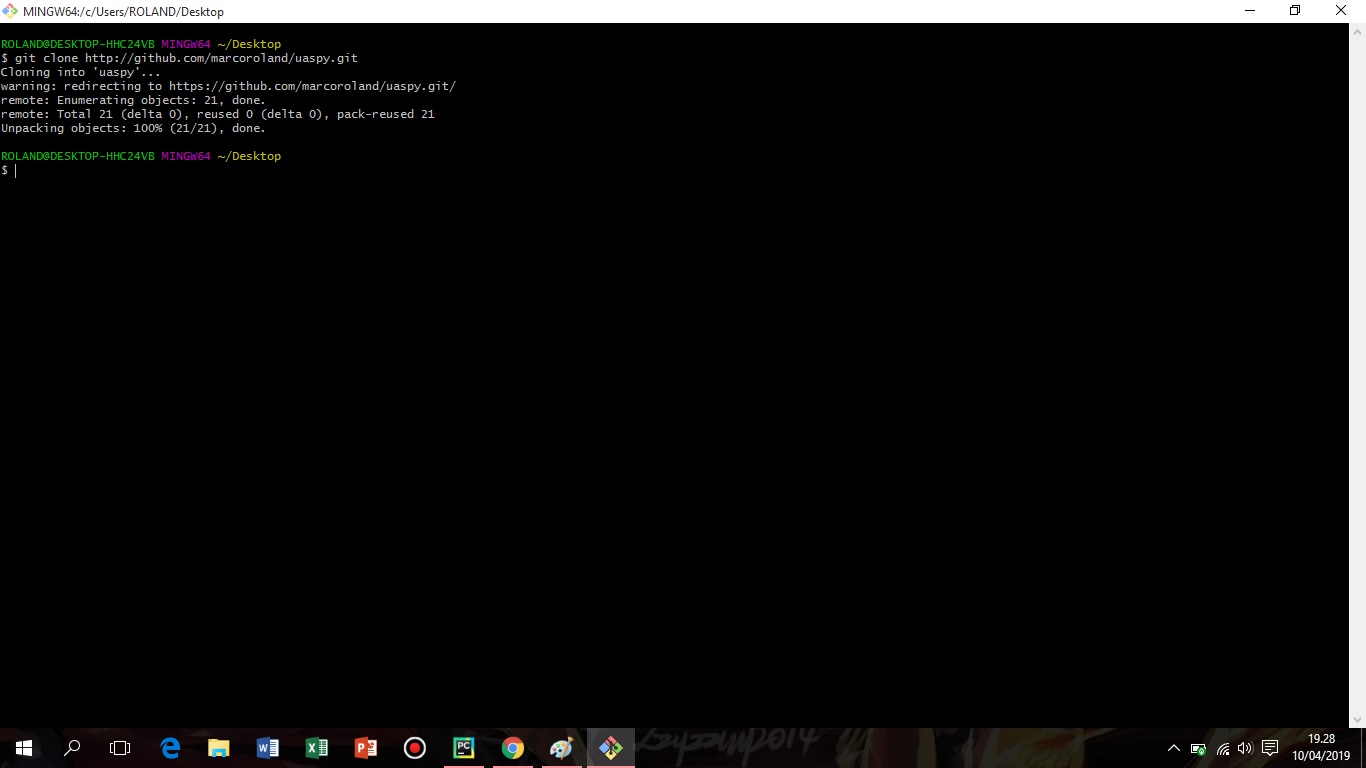 MINGW64:/c/Users/ROLAND/Desktop
ROLAND@DESKTOP-HHC24VB MINGW64 ~/Desktop
$ git clone http://github.com/marcoroland/uaspy.git
Cloning into 'uaspy'...
warning: redirecting to https://github.com/marcoroland/uaspy.git/
remote: Enumerating objects: 21, done.
remote: Total 21 (delta 0), reused 0 (delta 0), pack-reused 21
Unpacking objects: 100% (21/21), done.
ROLAND@DESKTOP-HHC24VB MINGW64 ~/Desktop
$
19.28
10/04/2019